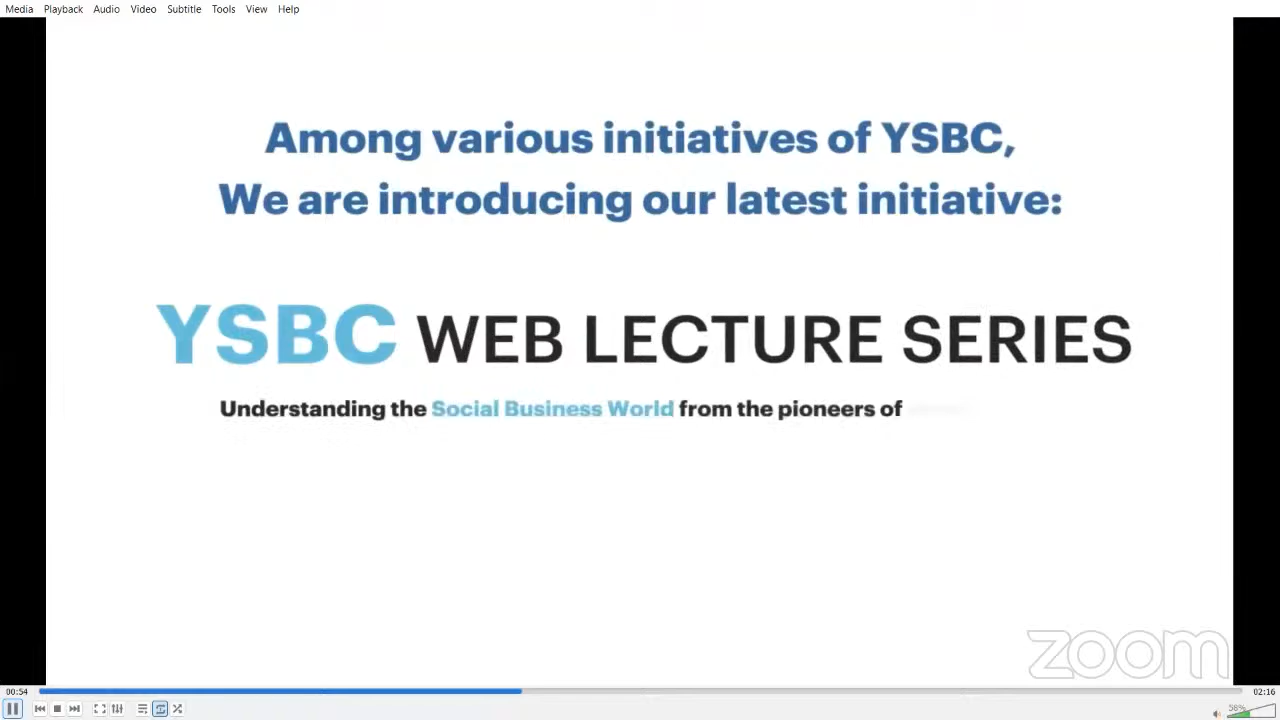 Media Playback Audio Video Subtitle Tools View Help
Among various initiatives of YSBC,
We are introducing our latest initiative:
YSBC WEB LECTURE SERIES
Understanding the Social Business World from the pioneers of
zoom
00:54
02:16
56%